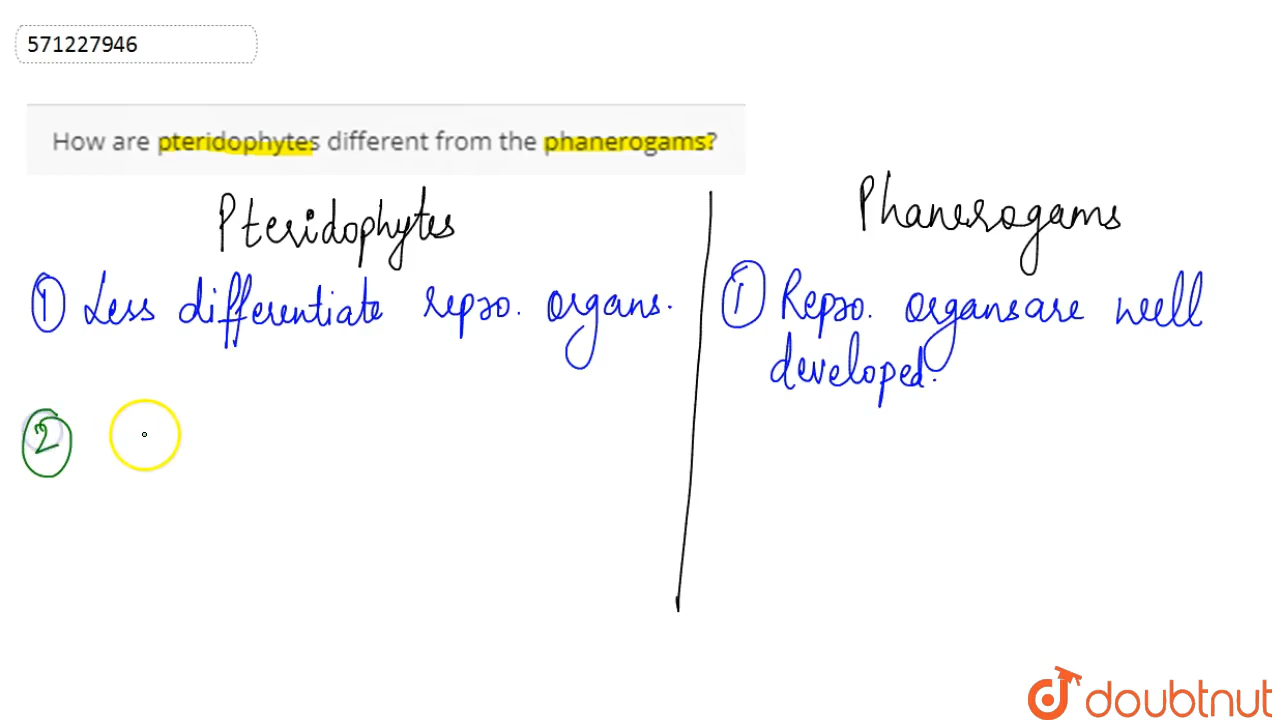 571227946
How are pteridophytes different from the phanerogams?
Pteridophytes
Phanerogams
① Less differentiate repro. organs.
① Repro. organs are well
developed.
②
doubtnut